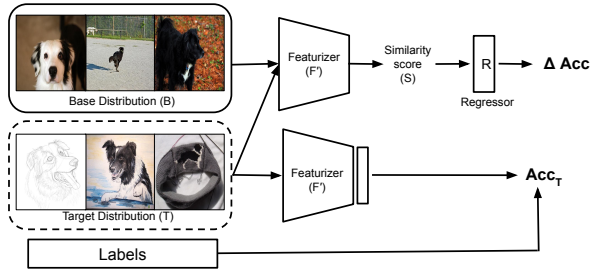 Base Distribution (B)
Featurizer
(F')
Similarity
score
(S)
R
Regressor
Δ Acc
Target Distribution (T)
Featurizer
(F')
Acc_T
Labels